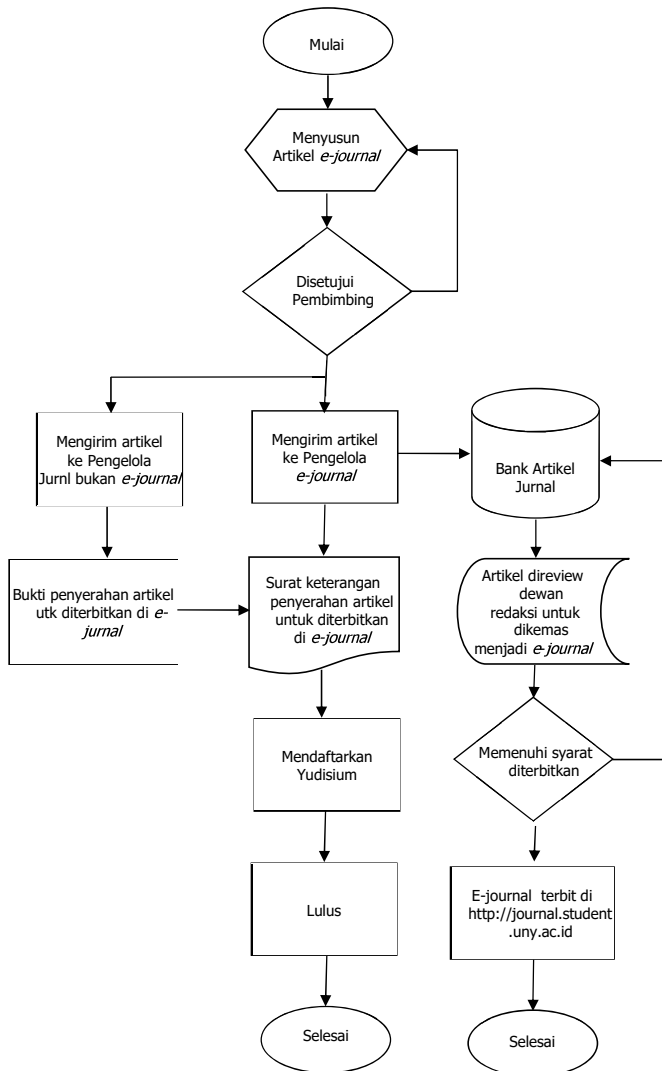 Mulai
Menyusun
Artikel e-journal
Disetujui
Pembimbing
Mengirim artikel
ke Pengelola
Jurnl bukan e-journal
Mengirim artikel
ke Pengelola
e-journal
Bank Artikel
Jurnal
Bukti penyerahan artikel
utk diterbitkan di e-
jurnal
Surat keterangan
penyerahan artikel
untuk diterbitkan
di e-journal
Artikel direview
dewan
redaksi untuk
dikemas
menjadi e-journal
Mendaftarkan
Yudisium
Memenuhi syarat
diterbitkan
Lulus
E-journal terbit di
http://journal.student
.uny.ac.id
Selesai
Selesai